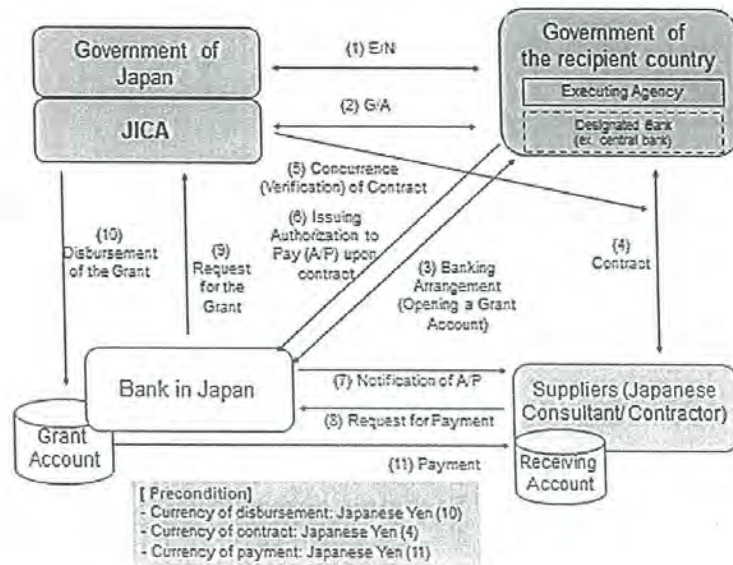 Government of
Japan
JICA
(1) E/N
(2) G/A
Government of
the recipient country
Executing Agency
Designated Bank
(ex. central bank)
(5) Concurrence
(Verification) of Contract
(6) Issuing
Authorization to
Pay (A/P) upon
contract
(3) Banking
Arrangement
(Opening a Grant
Account)
(4)
Contract
(10)
Disbursement
of the Grant
(9)
Request
for the
Grant
Bank in Japan
Grant
Account
(7) Notification of A/P
(8) Request for Payment
(11) Payment
Suppliers (Japanese
Consultant/ Contractor)
Receiving
Account
[ Precondition]
- Currency of disbursement: Japanese Yen (10)
- Currency of contract: Japanese Yen (4)
- Currency of payment: Japanese Yen (11)